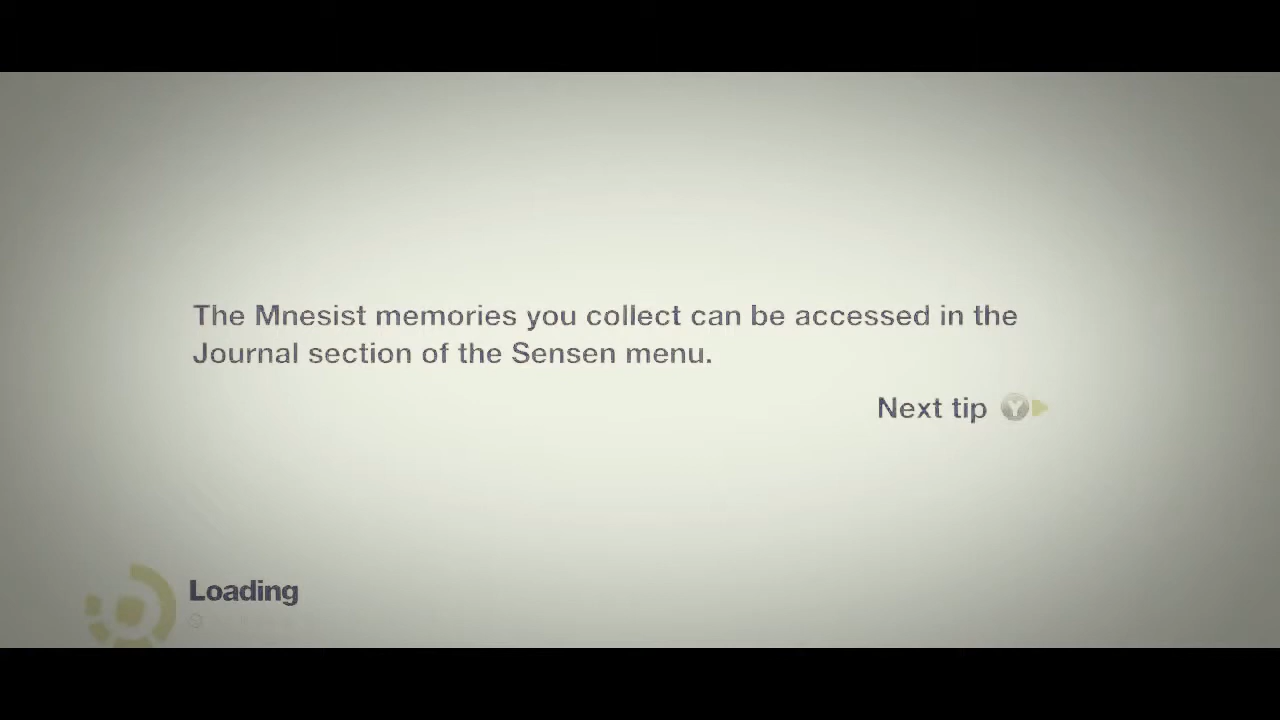 The Mnesist memories you collect can be accessed in the
Journal section of the Sensen menu.
Next tip Y
Loading